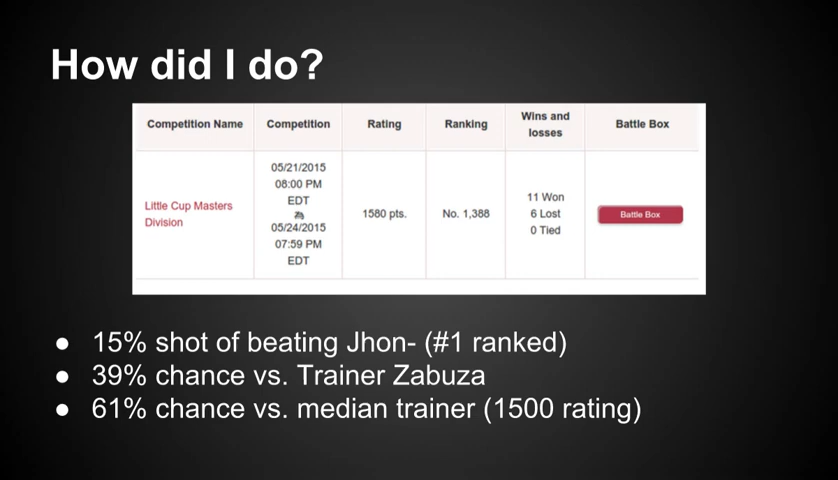 How did I do?
Competition Name
Competition
Rating
Ranking
Wins and
losses
Battle Box
Little Cup Masters
Division
05/21/2015
08:00 PM
EDT
05/24/2015
07:59 PM
EDT
1580 pts.
No. 1,388
11 Won
6 Lost
0 Tied
Battle Box
● 15% shot of beating Jhon- (#1 ranked)
● 39% chance vs. Trainer Zabuza
● 61% chance vs. median trainer (1500 rating)